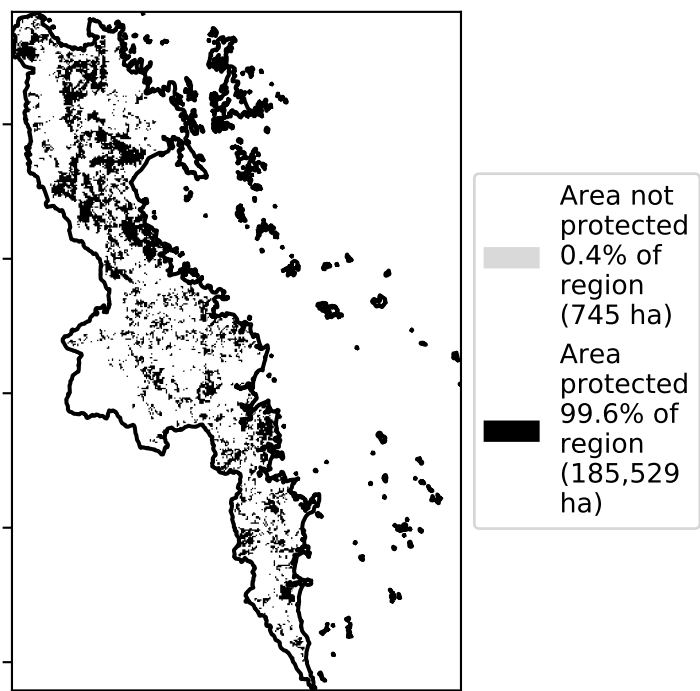 Area not
protected
0.4% of
region
(745 ha)
Area
protected
99.6% of
region
(185,529
ha)